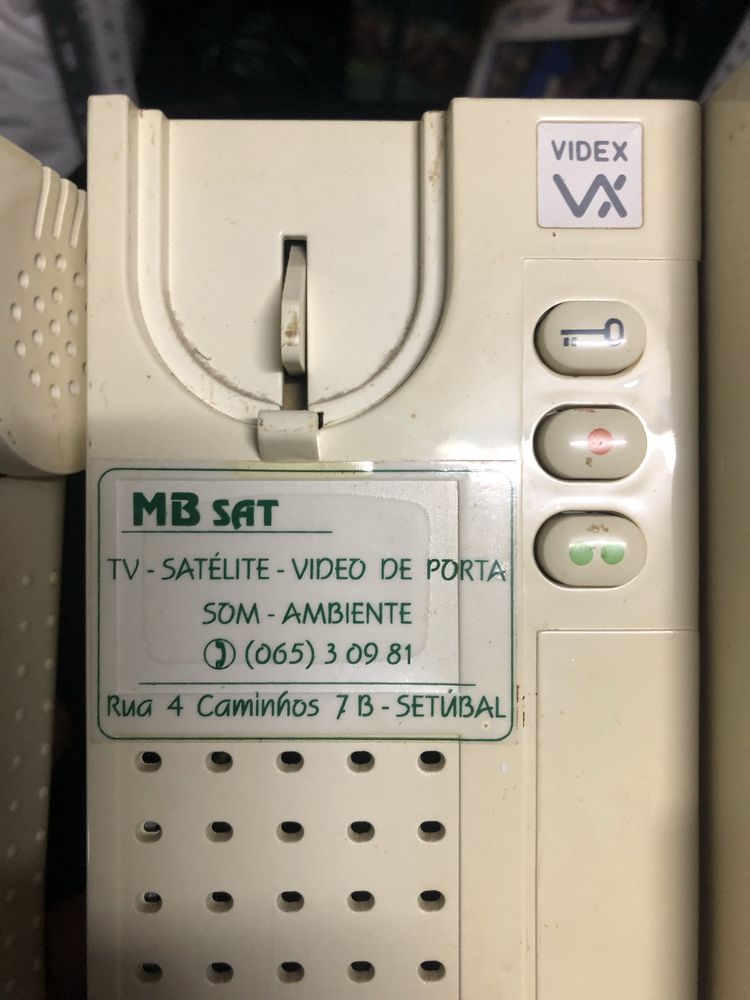 VIDEX
MB SAT
TV - SATÉLITE - VIDEO DE PORTA
SOM - AMBIENTE
(065) 3 09 81
Rua 4 Caminhos 7 B - SETÚBAL